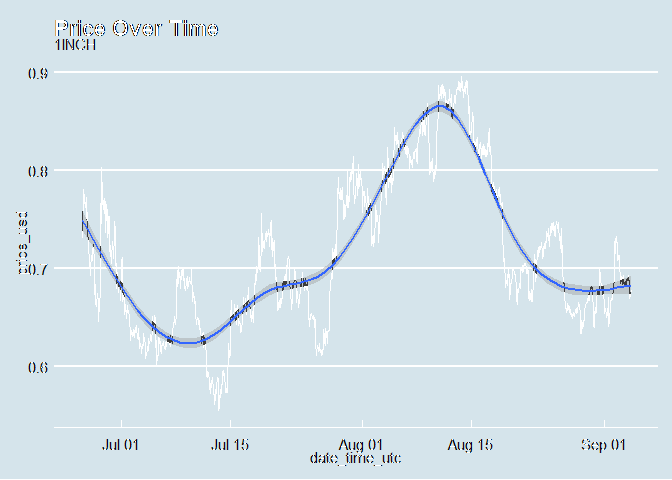 Price Over Time
1INCH
0.9
0.8
0.7
0.6
price_usd
Jul 01
Jul 15
Aug 01
Aug 15
Sep 01
date_time_utc